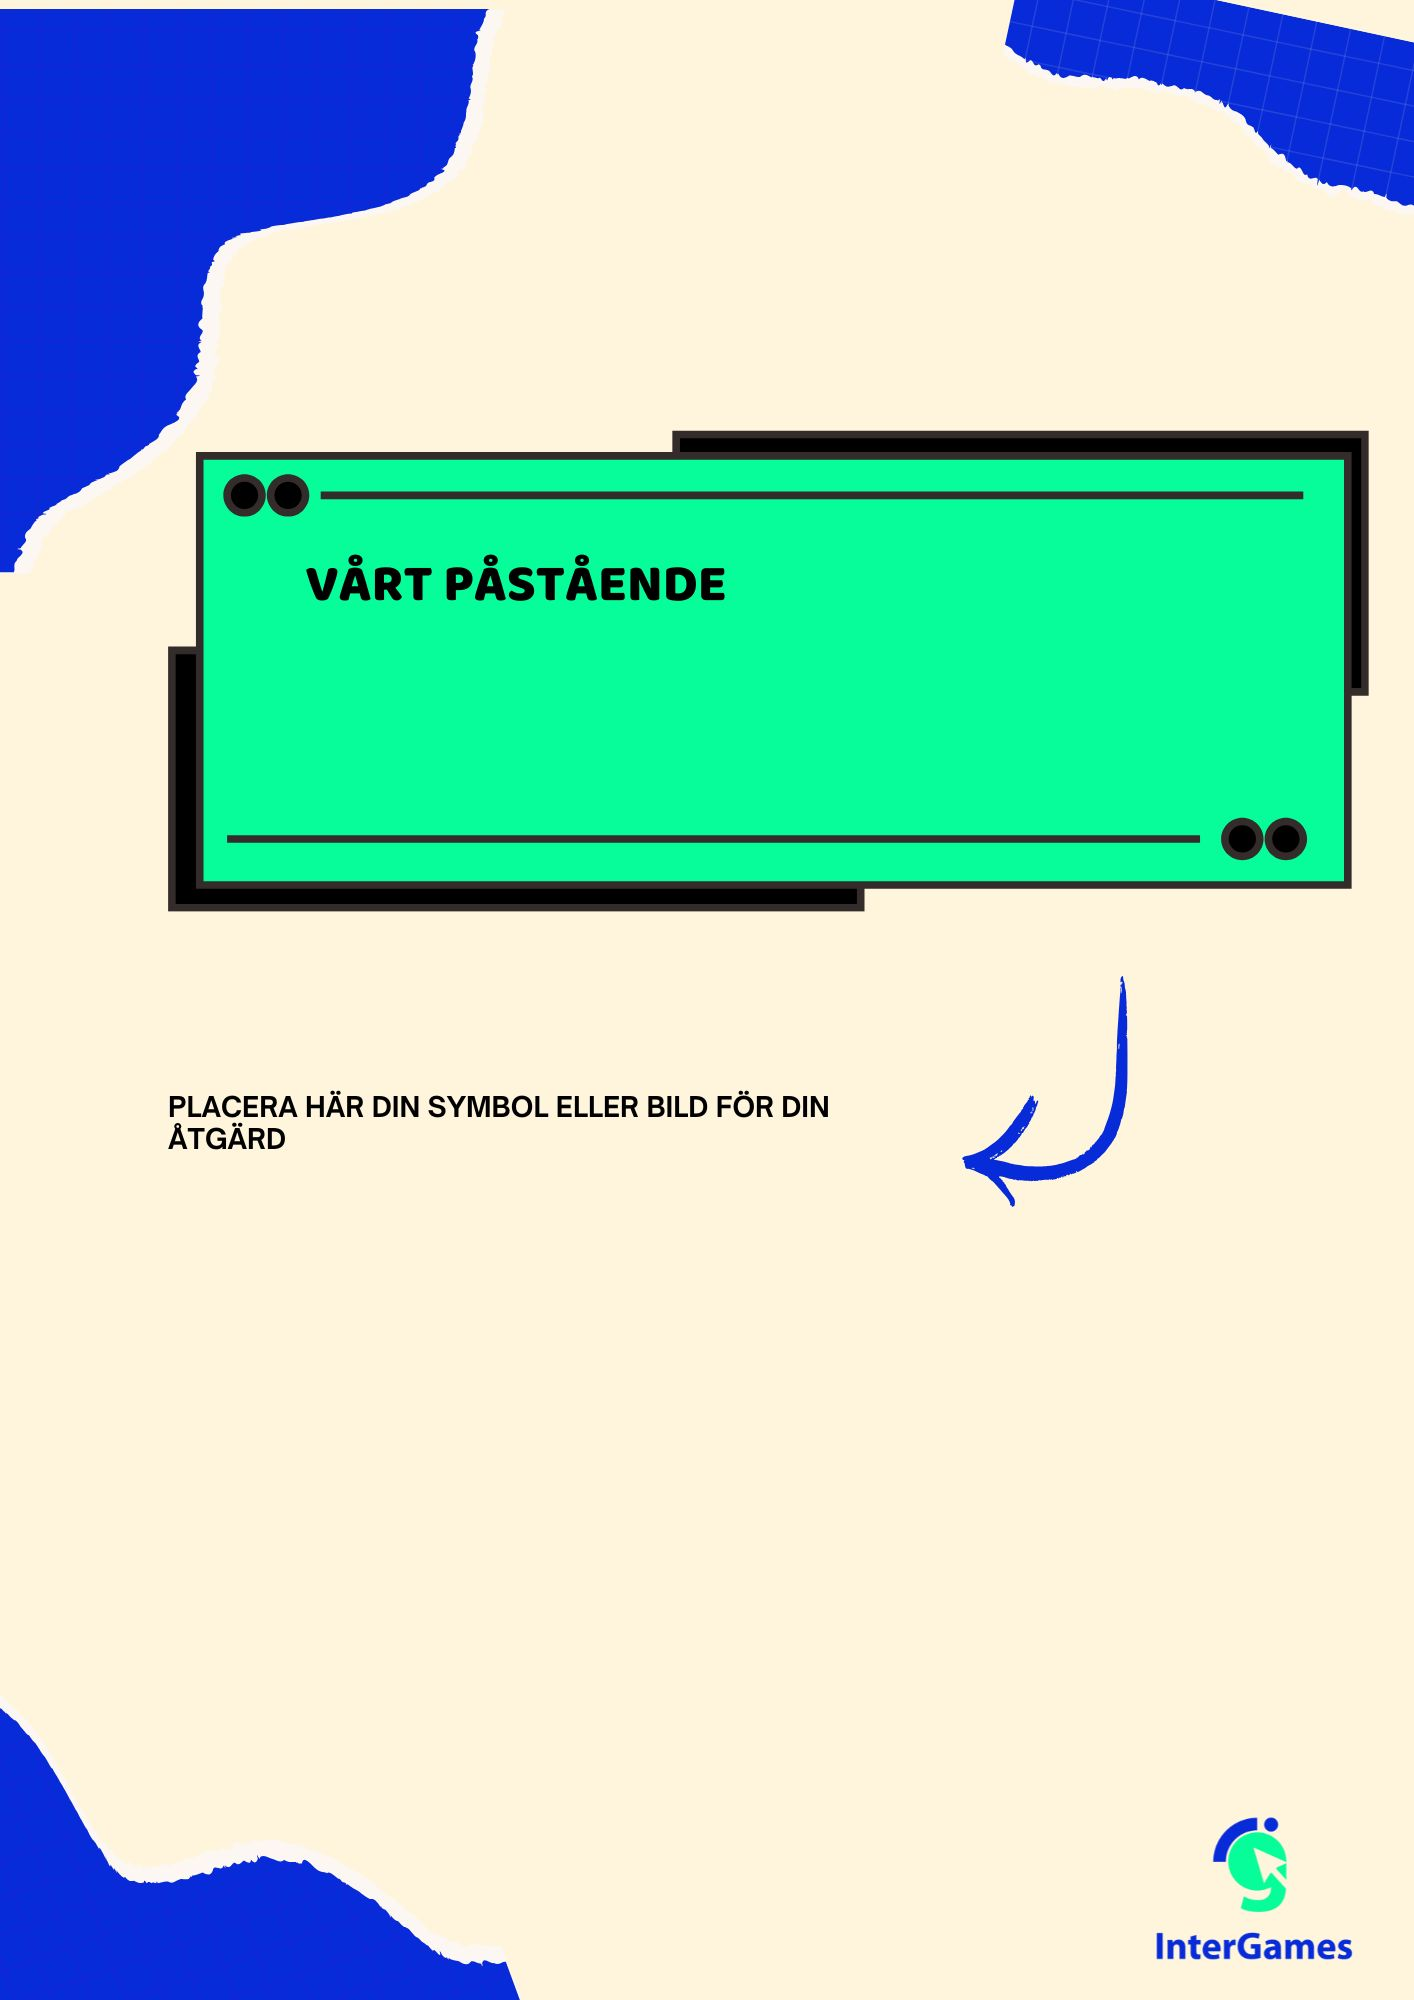 VÅRT PÅSTÅENDE
PLACERA HÄR DIN SYMBOL ELLER BILD FÖR DIN
ÅTGÄRD
InterGames